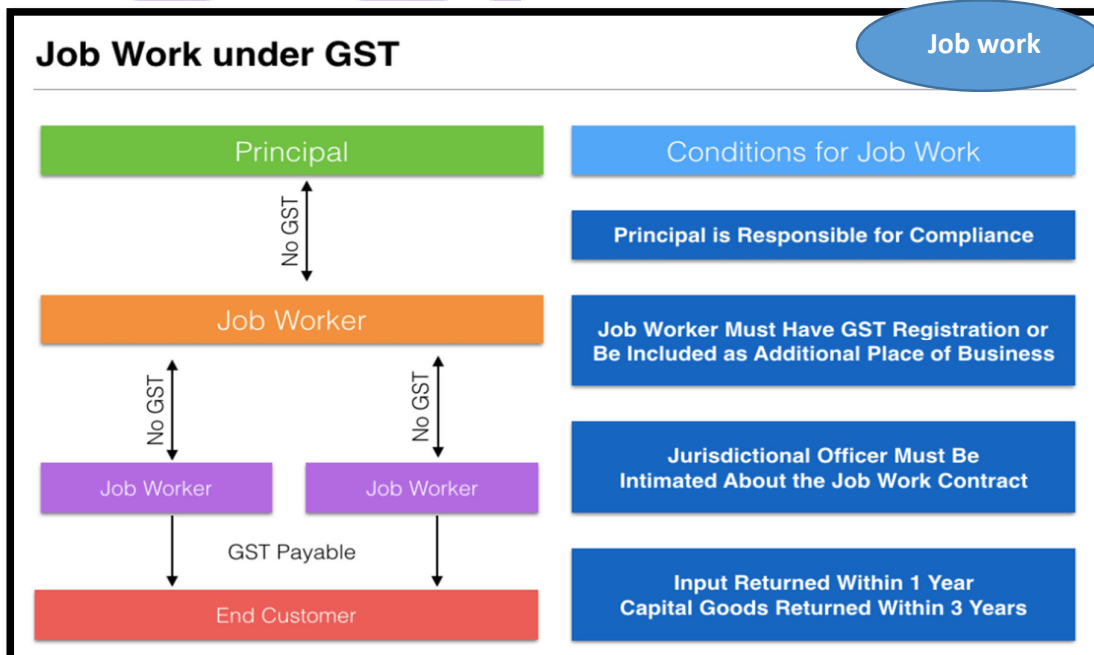 Job Work under GST
Job work
Principal
No GST
Job Worker
No GST
No GST
Job Worker
Job Worker
GST Payable
End Customer
Conditions for Job Work
Principal is Responsible for Compliance
Job Worker Must Have GST Registration or
Be Included as Additional Place of Business
Jurisdictional Officer Must Be
Intimated About the Job Work Contract
Input Returned Within 1 Year
Capital Goods Returned Within 3 Years